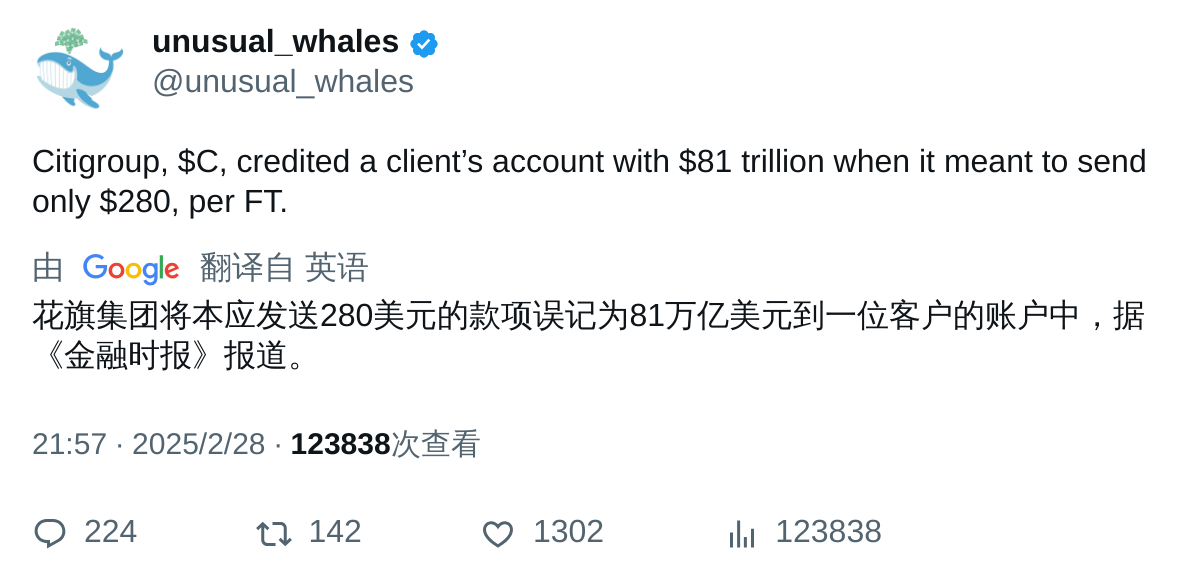 unusual_whales
@unusual_whales
Citigroup, $C, credited a client’s account with $81 trillion when it meant to send
only $280, per FT.
由 Google 翻译自 英语
花旗集团将本应发送280美元的款项误记为81万亿美元到一位客户的账户中，据
《金融时报》报道。
21:57 · 2025/2/28 · 123838次查看
224 142 1302 123838